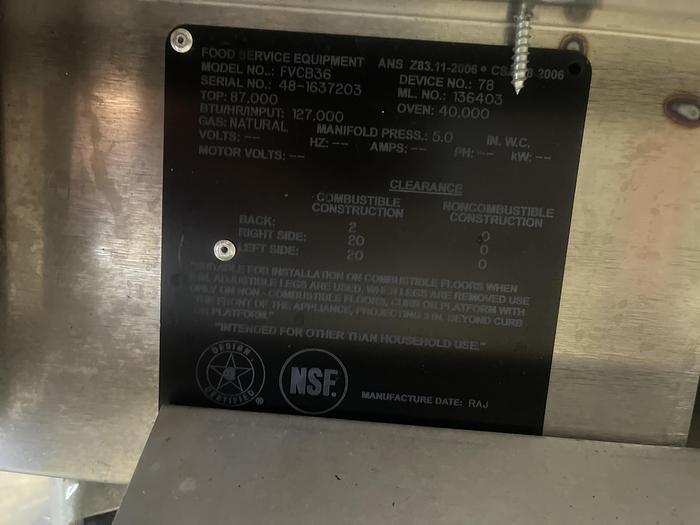 FOOD SERVICE EQUIPMENT ANS Z83.11-2006 • CSA 2006
MODEL NO.: FVCB36 DEVICE NO.: 78
SERIAL NO.: 48-1637203 ML. NO.: 136403
TOP: 87,000 OVEN: 40,000
BTU/HR/INPUT: 127,000
GAS: NATURAL MANIFOLD PRESS.: 5.0 IN. W.C.
VOLTS: -- HZ: -- AMPS: -- PH: -- kW: --
MOTOR VOLTS: --
CLEARANCE
COMBUSTIBLE CONSTRUCTION NONCOMBUSTIBLE CONSTRUCTION
BACK: 2 0
RIGHT SIDE: 20 0
LEFT SIDE: 20 0
"SUITABLE FOR INSTALLATION ON COMBUSTIBLE FLOORS WHEN
IN. ADJUSTABLE LEGS ARE USED. WHEN LEGS ARE REMOVED USE
ONLY ON NON - COMBUSTIBLE FLOORS, CURB OR PLATFORM WITH
THE FRONT OF THE APPLIANCE, PROJECTING 3 IN. BEYOND CURB
OR PLATFORM."
"INTENDED FOR OTHER THAN HOUSEHOLD USE."
DESIGN CERTIFIED ®
NSF.
MANUFACTURE DATE: RAJ